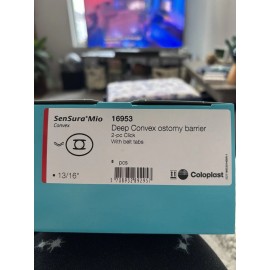 SenSura® Mio
Convex
16953
Deep Convex ostomy barrier
2-pc Click
With belt tabs
pcs
13/16"
Coloplast